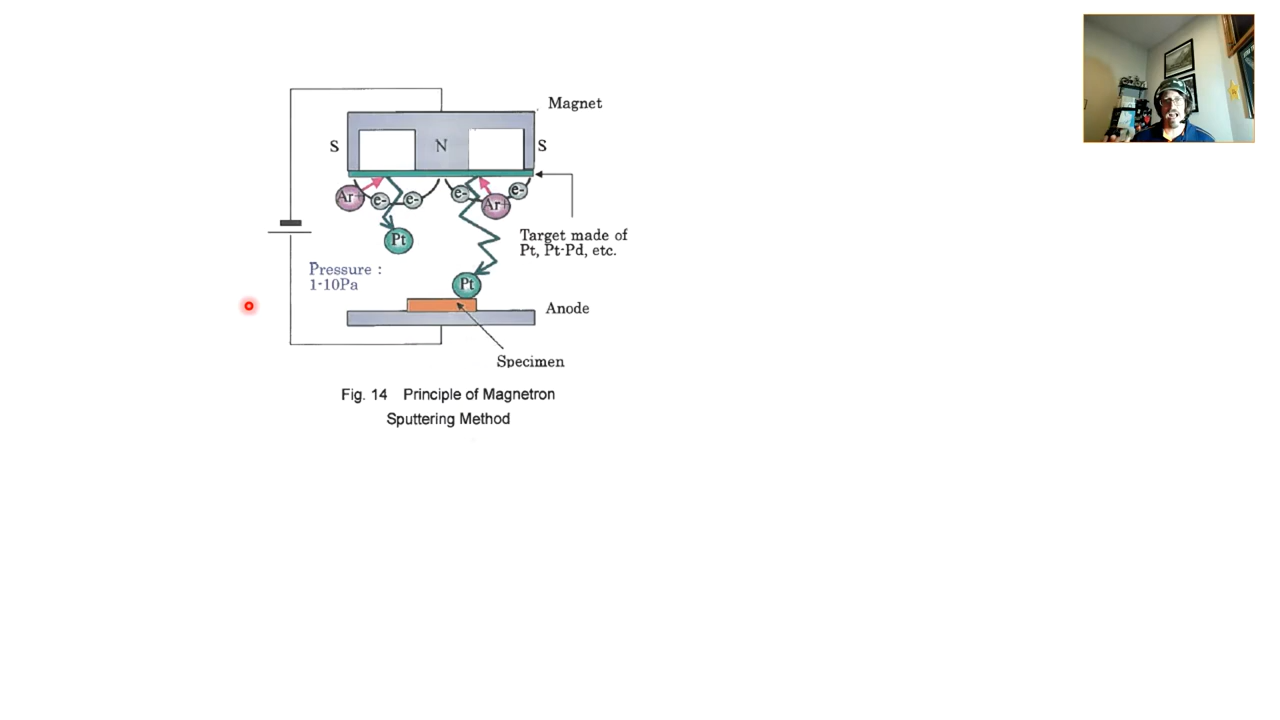 Magnet
S
N
S
Ar+
e-
e-
e-
Ar+
e-
Pt
Target made of
Pt, Pt-Pd, etc.
Pressure :
1-10Pa
Pt
Anode
Specimen
Fig. 14 Principle of Magnetron
Sputtering Method